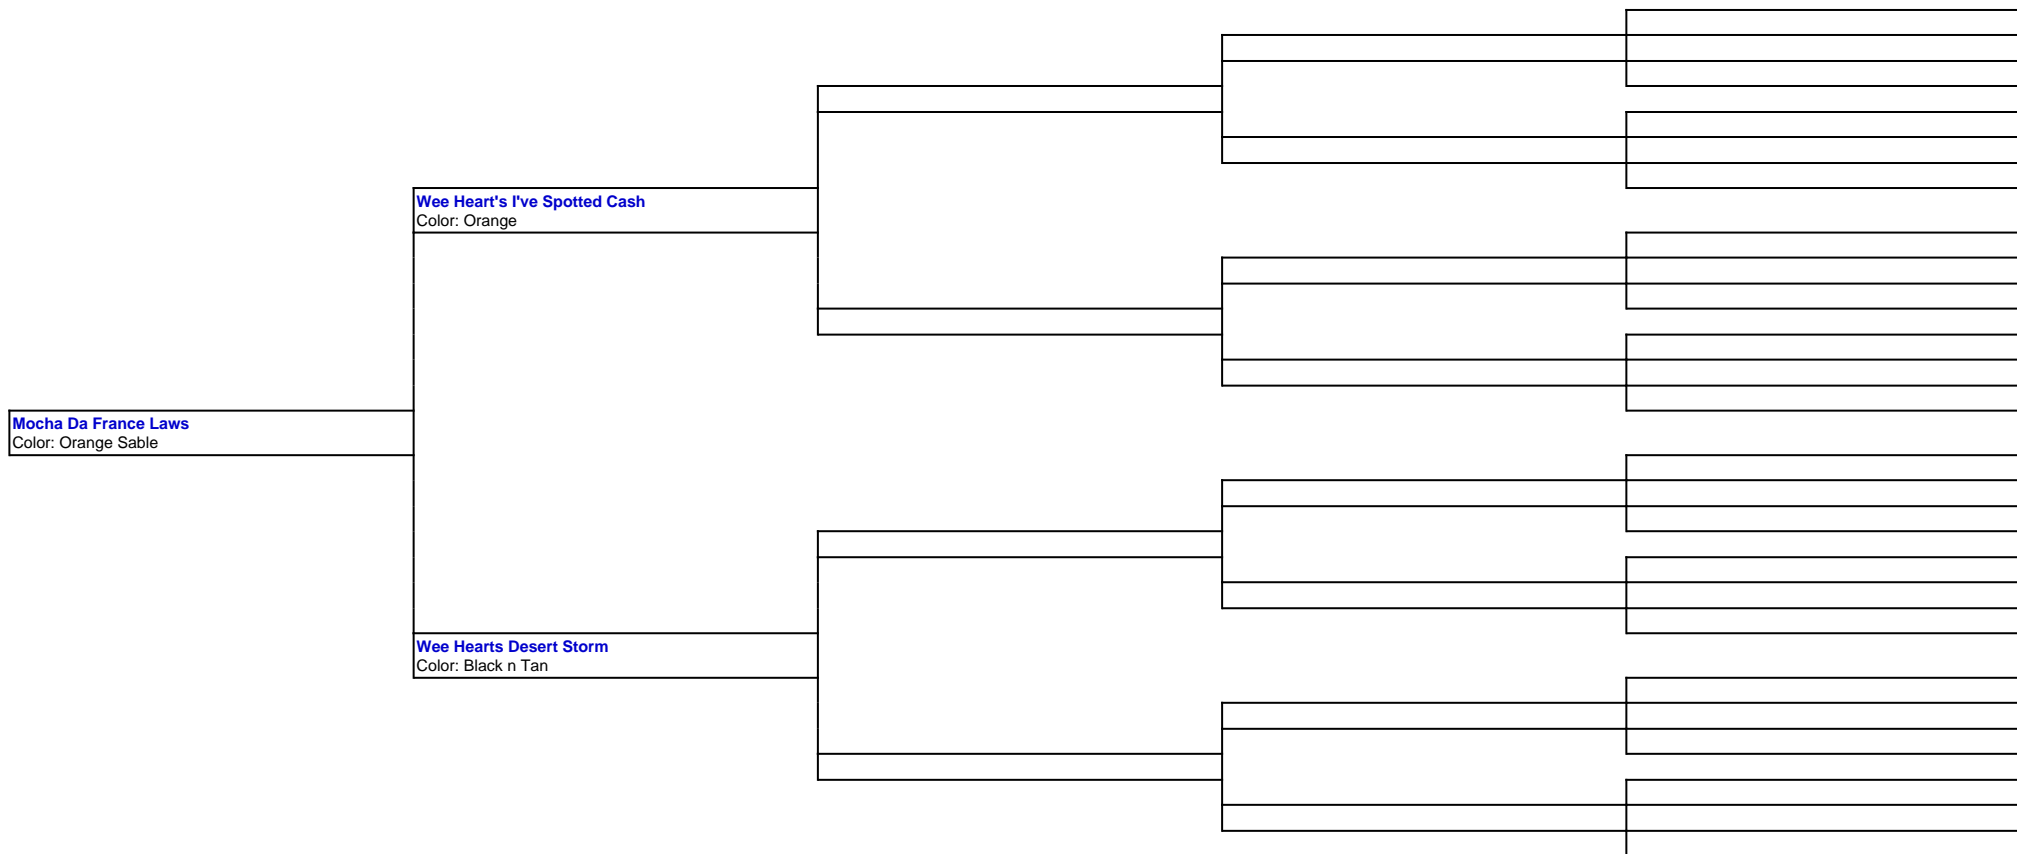 Wee Heart's I've Spotted Cash
Color: Orange
Mocha Da France Laws
Color: Orange Sable
Wee Hearts Desert Storm
Color: Black n Tan